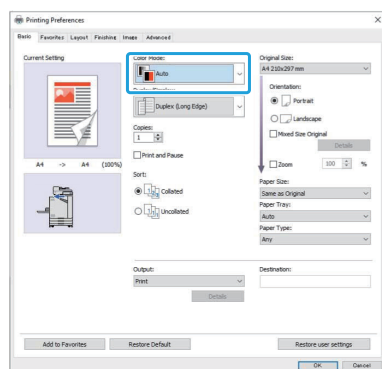 Printing Preferences
Basic Favorites Layout Finishing Image Advanced
Current Setting
A4 -> A4 (100%)
Color Mode:
Auto
Duplex (Long Edge)
Copies:
1
Print and Pause
Sort:
Collated
Uncollated
Output:
Print
Details
Original Size:
A4 210x297 mm
Orientation:
Portrait
Landscape
Mixed Size Original
Details
Zoom 100 %
Paper Size:
Same as Original
Paper Tray:
Auto
Paper Type:
Any
Destination:
Add to Favorites
Restore Default
Restore user settings
OK
Cancel